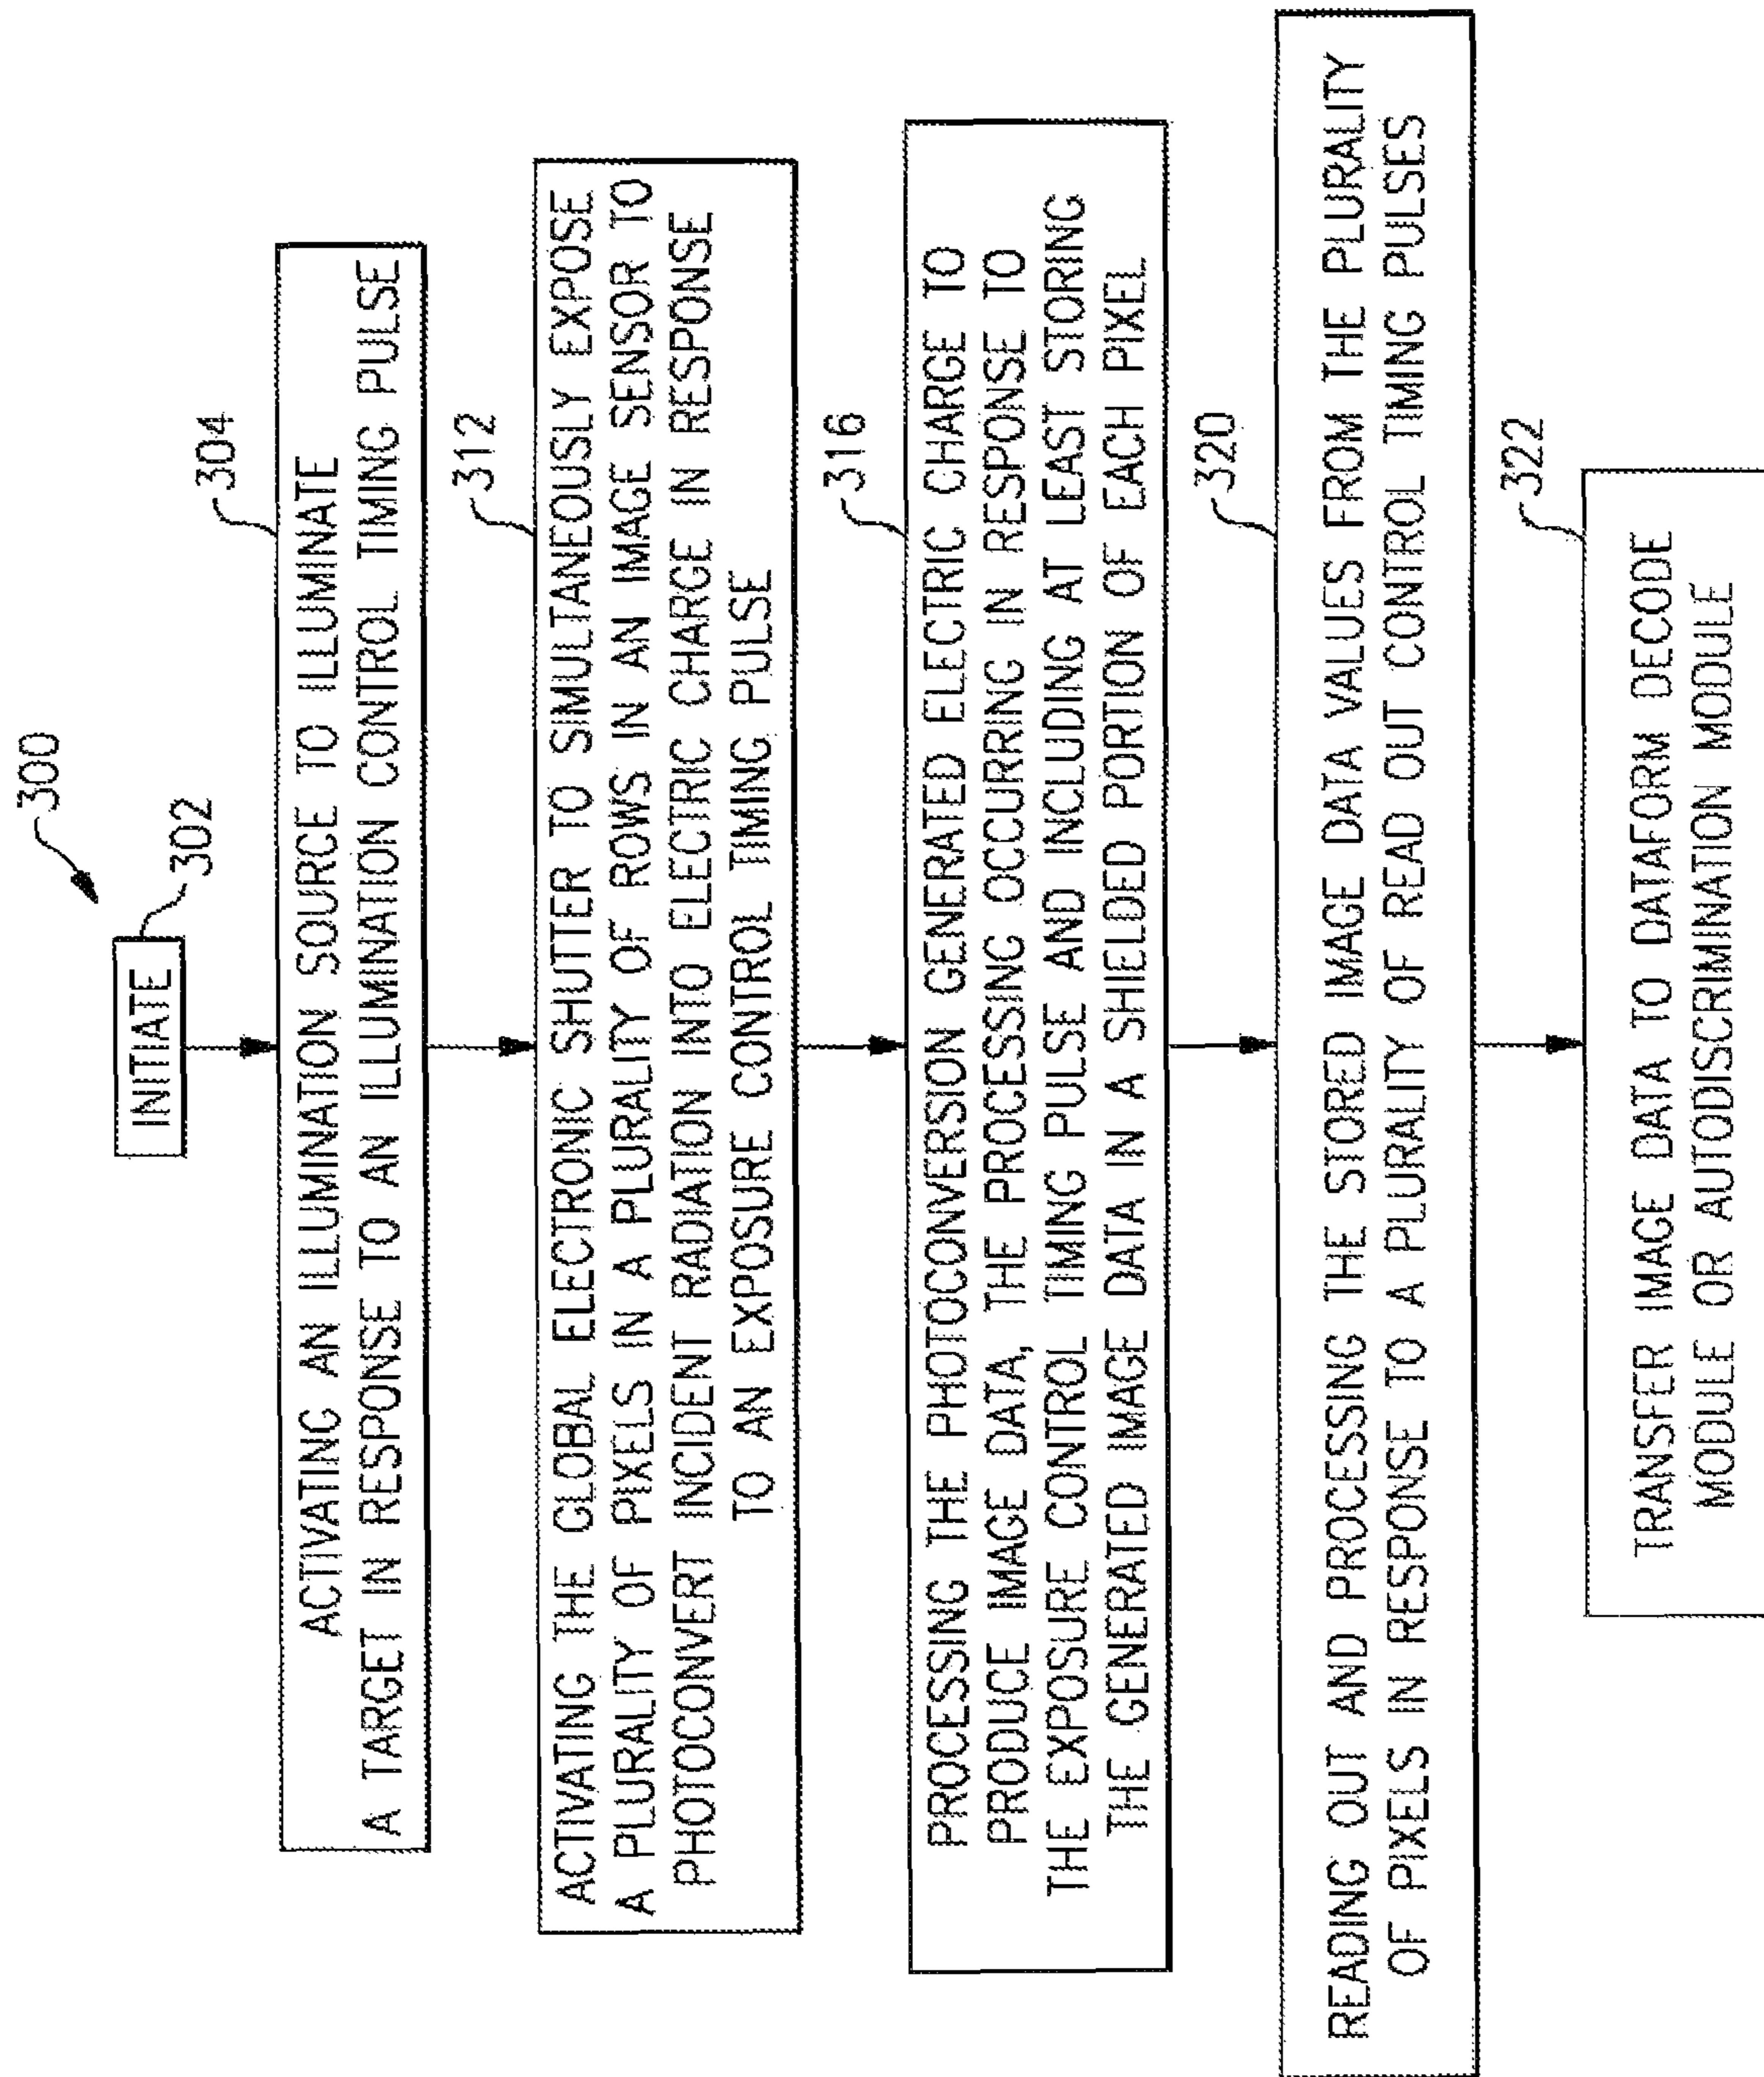 300
INITIATE
302
304
ACTIVATING AN ILLUMINATION SOURCE TO ILLUMINATE
A TARGET IN RESPONSE TO AN ILLUMINATION CONTROL TIMING PULSE
312
ACTIVATING THE GLOBAL ELECTRONIC SHUTTER TO SIMULTANEOUSLY EXPOSE
A PLURALITY OF PIXELS IN A PLURALITY OF ROWS IN AN IMAGE SENSOR TO
PHOTOCONVERT INCIDENT RADIATION INTO ELECTRIC CHARGE IN RESPONSE
TO AN EXPOSURE CONTROL TIMING PULSE
316
PROCESSING THE PHOTOCONVERSION GENERATED ELECTRIC CHARGE TO
PRODUCE IMAGE DATA, THE PROCESSING OCCURRING IN RESPONSE TO
THE EXPOSURE CONTROL TIMING PULSE AND INCLUDING AT LEAST STORING
THE GENERATED IMAGE DATA IN A SHIELDED PORTION OF EACH PIXEL
320
READING OUT AND PROCESSING THE STORED IMAGE DATA VALUES FROM THE PLURALITY
OF PIXELS IN RESPONSE TO A PLURALITY OF READ OUT CONTROL TIMING PULSES
322
TRANSFER IMAGE DATA TO DATAFORM DECODE
MODULE OR AUTODISCRIMINATION MODULE